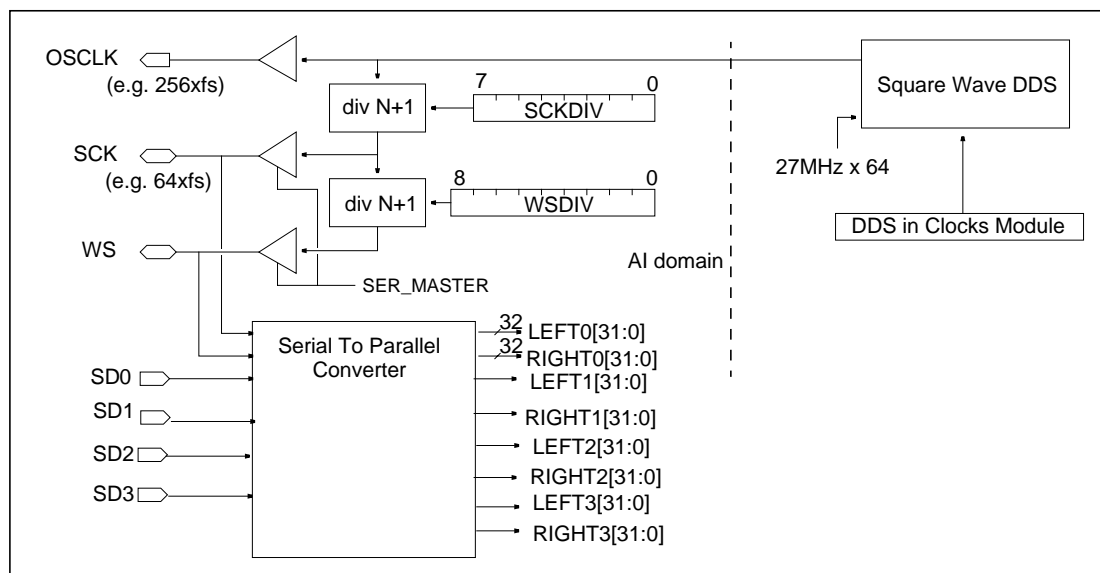 OSCLK
(e.g. 256xfs)
7 0
div N+1
SCKDIV
Square Wave DDS
SCK
(e.g. 64xfs)
27MHz x 64
8 0
div N+1
WSDIV
DDS in Clocks Module
WS
AI domain
SER_MASTER
Serial To Parallel
Converter
32
LEFT0[31:0]
32
RIGHT0[31:0]
SD0
LEFT1[31:0]
SD1
RIGHT1[31:0]
LEFT2[31:0]
SD2
RIGHT2[31:0]
SD3
LEFT3[31:0]
RIGHT3[31:0]